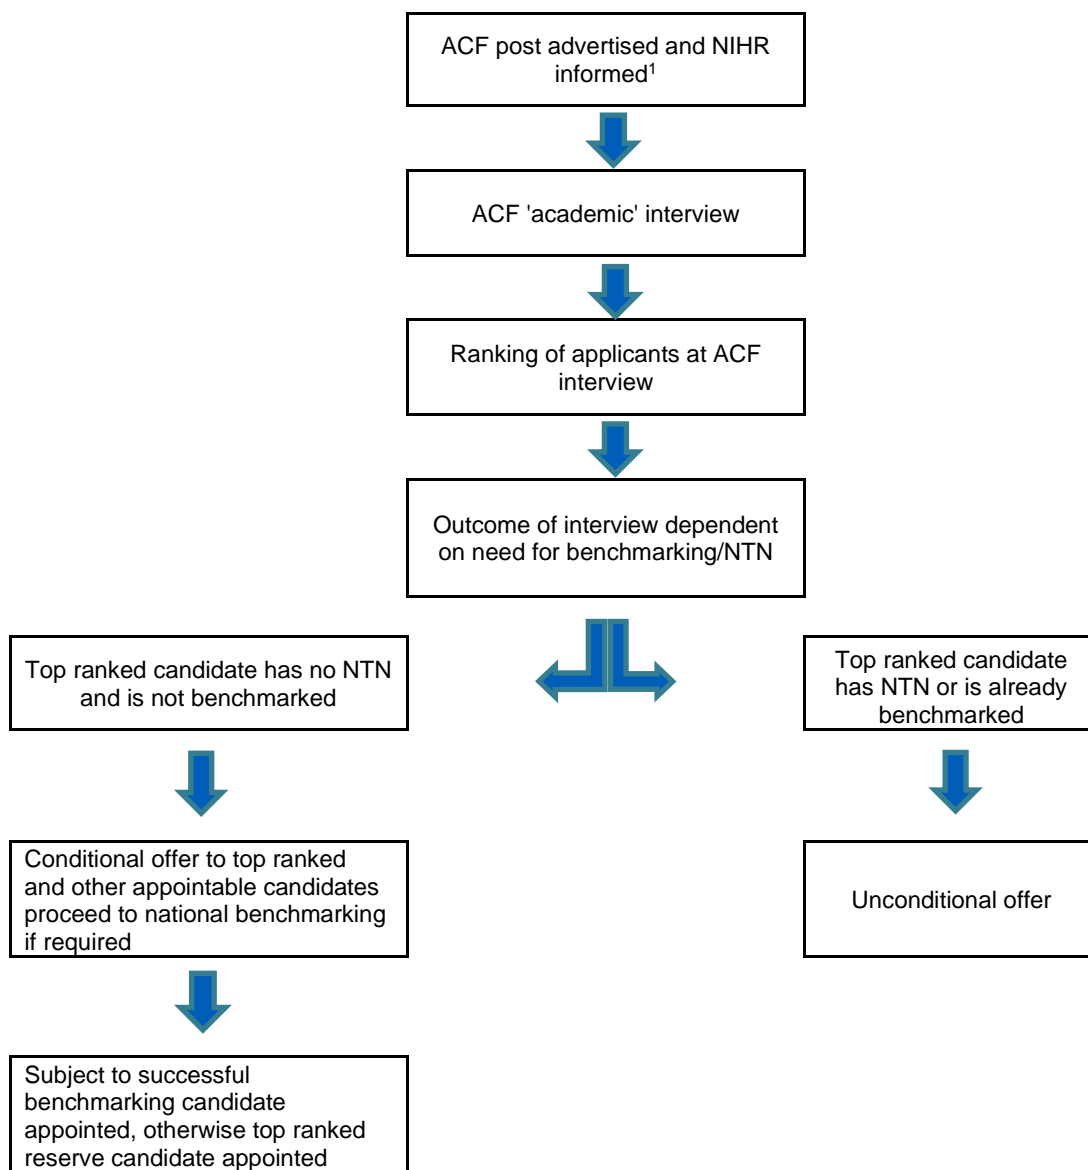 ACF post advertised and NIHR
informed¹
ACF 'academic' interview
Ranking of applicants at ACF
interview
Outcome of interview dependent
on need for benchmarking/NTN
Top ranked candidate has no NTN
and is not benchmarked
Top ranked candidate
has NTN or is already
benchmarked
Conditional offer to top ranked
and other appointable candidates
proceed to national benchmarking
if required
Unconditional offer
Subject to successful
benchmarking candidate
appointed, otherwise top ranked
reserve candidate appointed